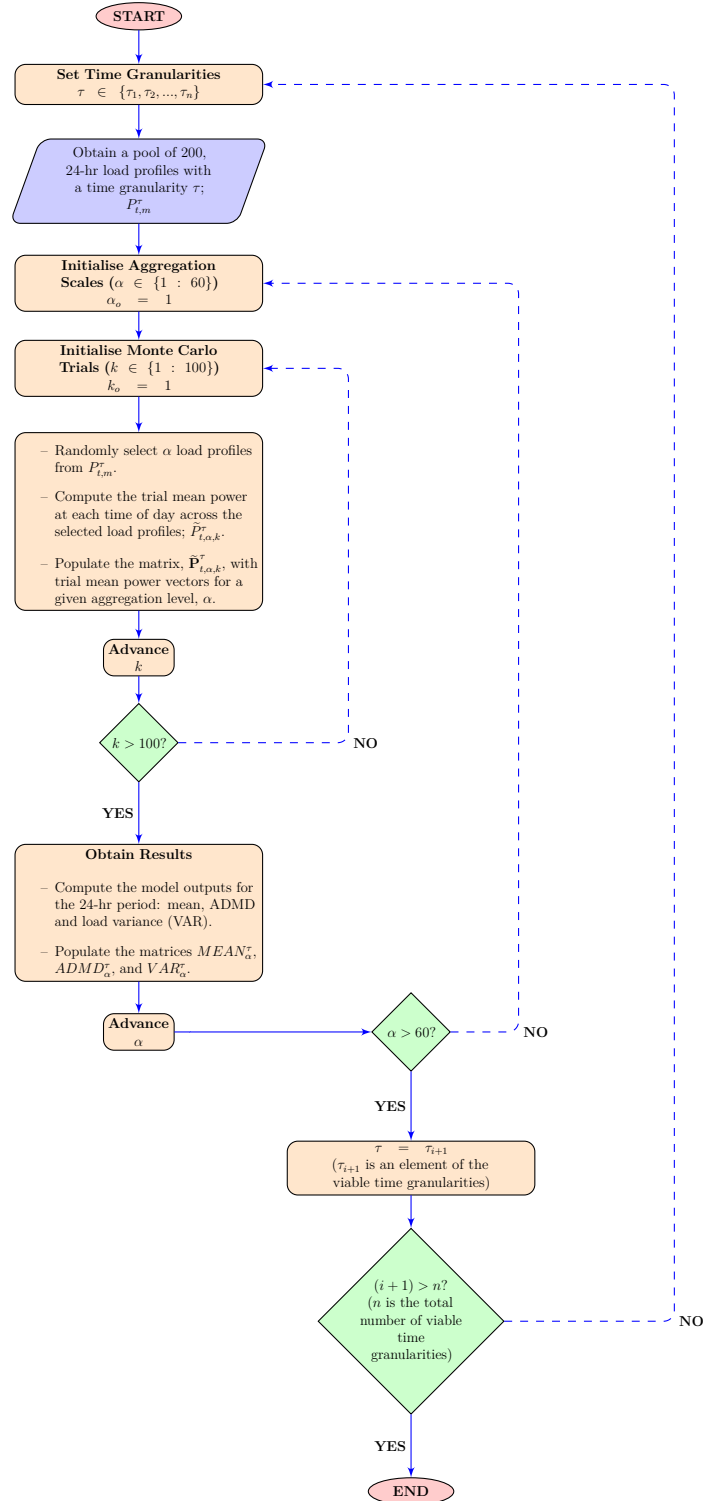 START
Set Time Granularities
τ ∈ {τ₁, τ₂, ..., τₙ}
Obtain a pool of 200,
24-hr load profiles with
a time granularity τ;
P^τ_{t,m}
Initialise Aggregation
Scales (α ∈ {1 : 60})
α_o = 1
Initialise Monte Carlo
Trials (k ∈ {1 : 100})
k_o = 1
– Randomly select α load profiles
from P^τ_{t,m}.
– Compute the trial mean power
at each time of day across the
selected load profiles; P̃^τ_{t,α,k}.
– Populate the matrix, P̃^τ_{t,α,k}, with
trial mean power vectors for a
given aggregation level, α.
Advance
k
k > 100?
NO
YES
Obtain Results
– Compute the model outputs for
the 24-hr period: mean, ADMD
and load variance (VAR).
– Populate the matrices MEAN^τ_α,
ADMD^τ_α, and VAR^τ_α.
Advance
α
α > 60?
NO
YES
τ = τ_{i+1}
(τ_{i+1} is an element of the
viable time granularities)
(i + 1) > n?
(n is the total
number of viable
time
granularities)
NO
YES
END